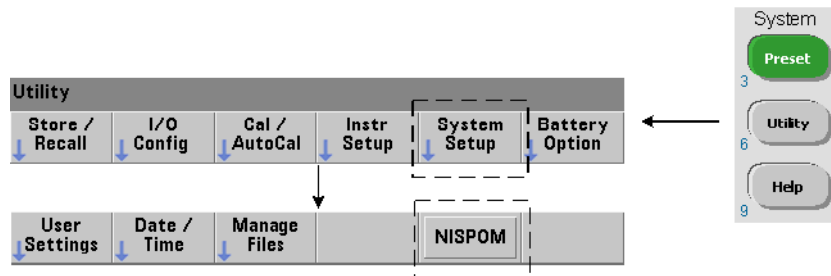 System
Preset
3
Utility
6
Help
9
Utility
Store / Recall
I/O Config
Cal / AutoCal
Instr Setup
System Setup
Battery Option
User Settings
Date / Time
Manage Files
NISPOM